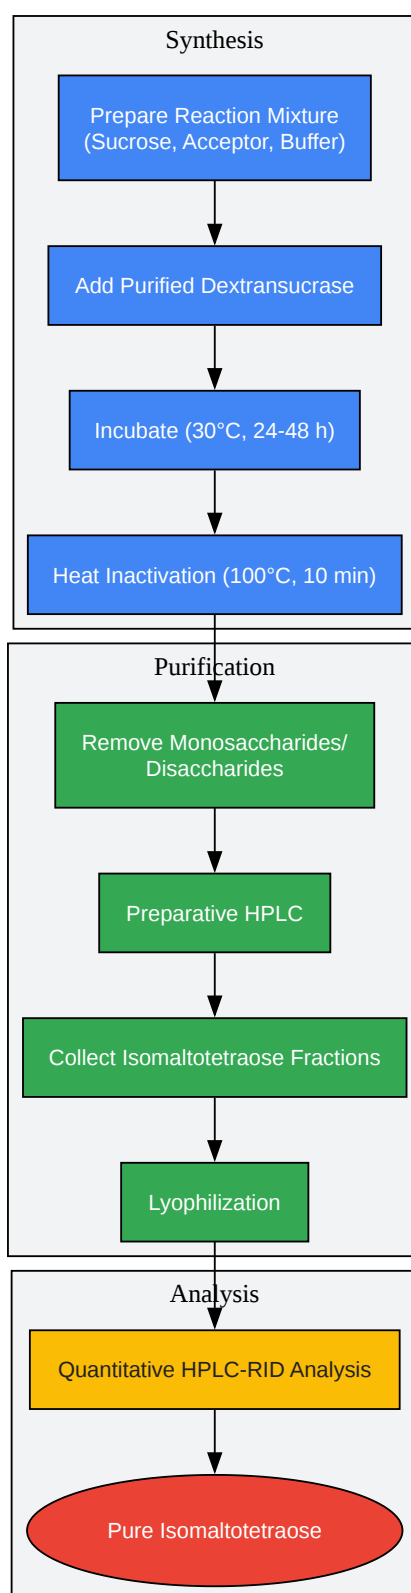 Synthesis
Prepare Reaction Mixture
(Sucrose, Acceptor, Buffer)
Add Purified Dextransucrase
Incubate (30°C, 24-48 h)
Heat Inactivation (100°C, 10 min)
Purification
Remove Monosaccharides/
Disaccharides
Preparative HPLC
Collect Isomaltotetraose Fractions
Lyophilization
Analysis
Quantitative HPLC-RID Analysis
Pure Isomaltotetraose